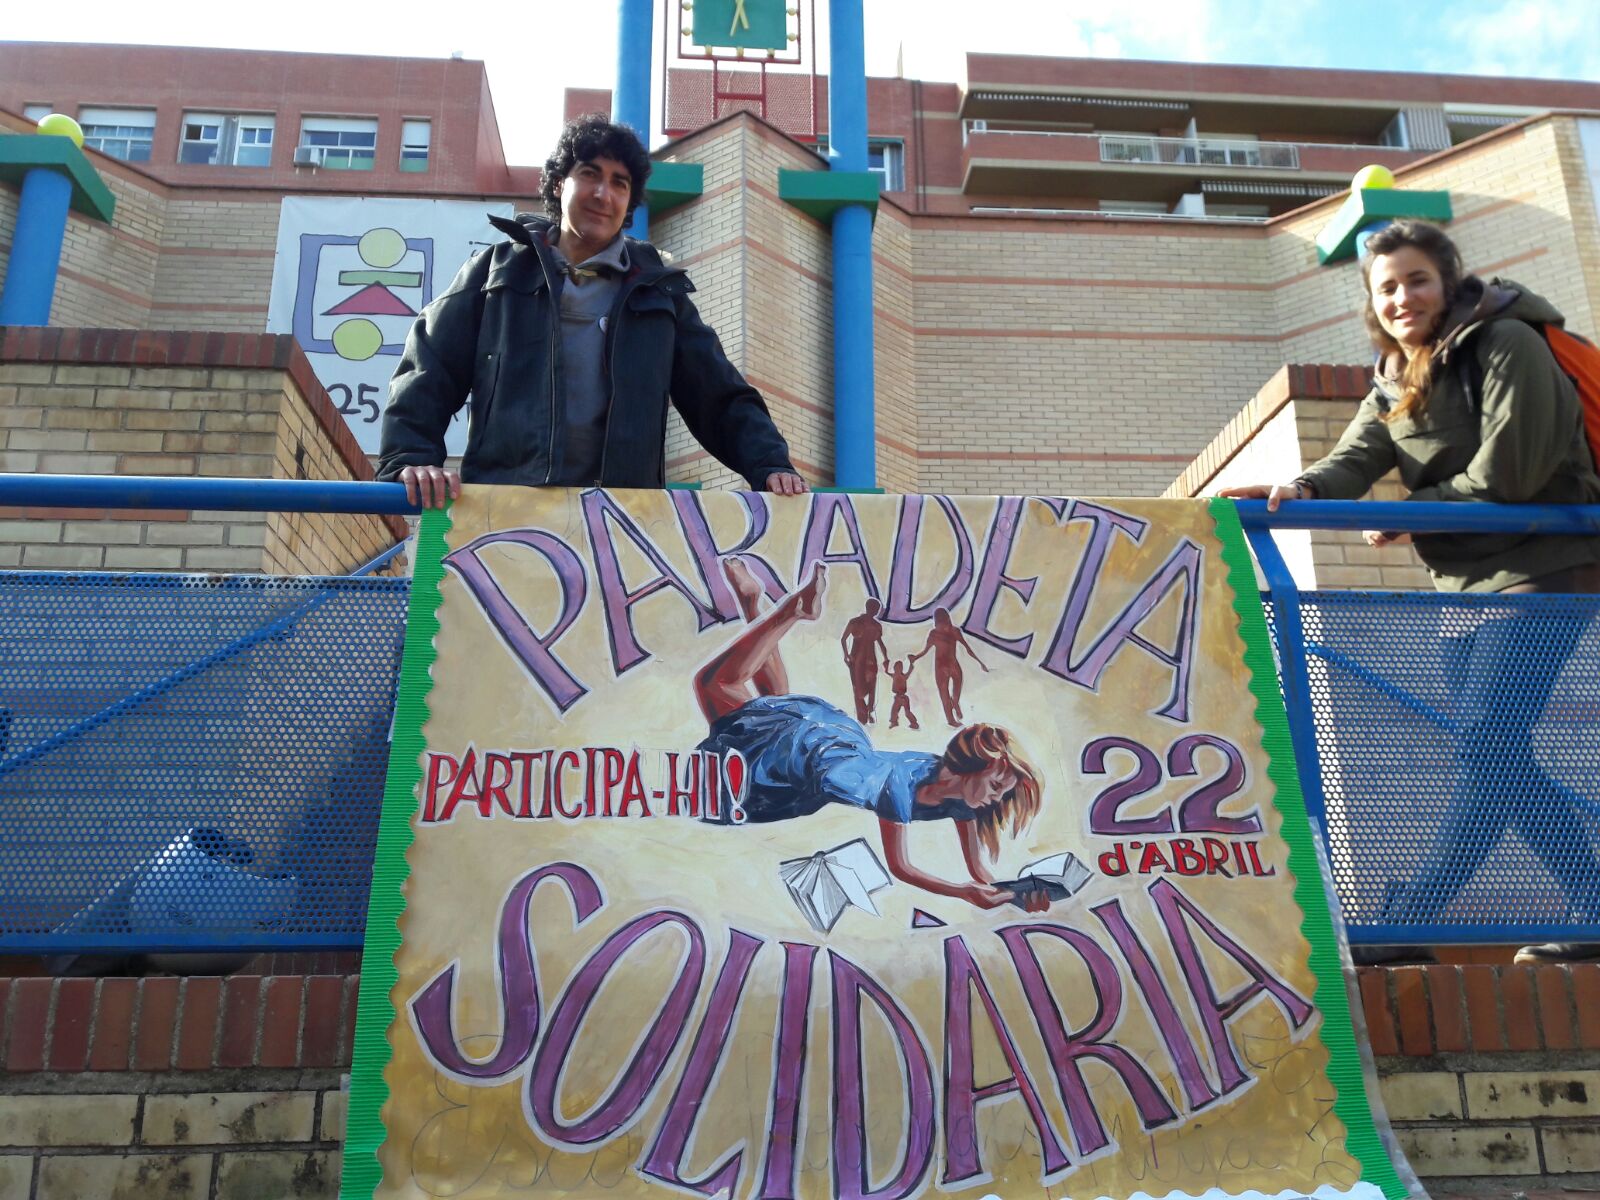 25
PARADETA
PARTICIPA-HI!
22
d'ABRIL
SOLIDÀRIA